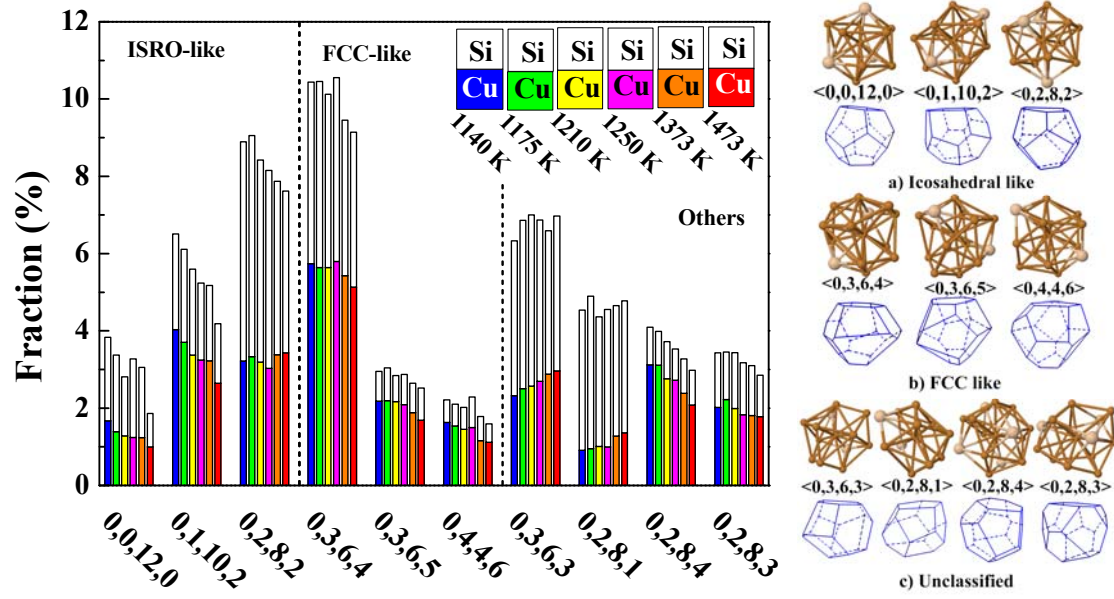 12
10
8
6
4
2
0
Fraction (%)
ISRO-like
FCC-like
Others
Si Si Si Si Si Si
Cu Cu Cu Cu Cu Cu
1140 K
1175 K
1210 K
1250 K
1373 K
1473 K
0,0,12,0
0,1,10,2
0,2,8,2
0,3,6,4
0,3,6,5
0,4,4,6
0,3,6,3
0,2,8,1
0,2,8,4
0,2,8,3
<0,0,12,0> <0,1,10,2> <0,2,8,2>
a) Icosahedral like
<0,3,6,4> <0,3,6,5> <0,4,4,6>
b) FCC like
<0,3,6,3> <0,2,8,1> <0,2,8,4> <0,2,8,3>
c) Unclassified